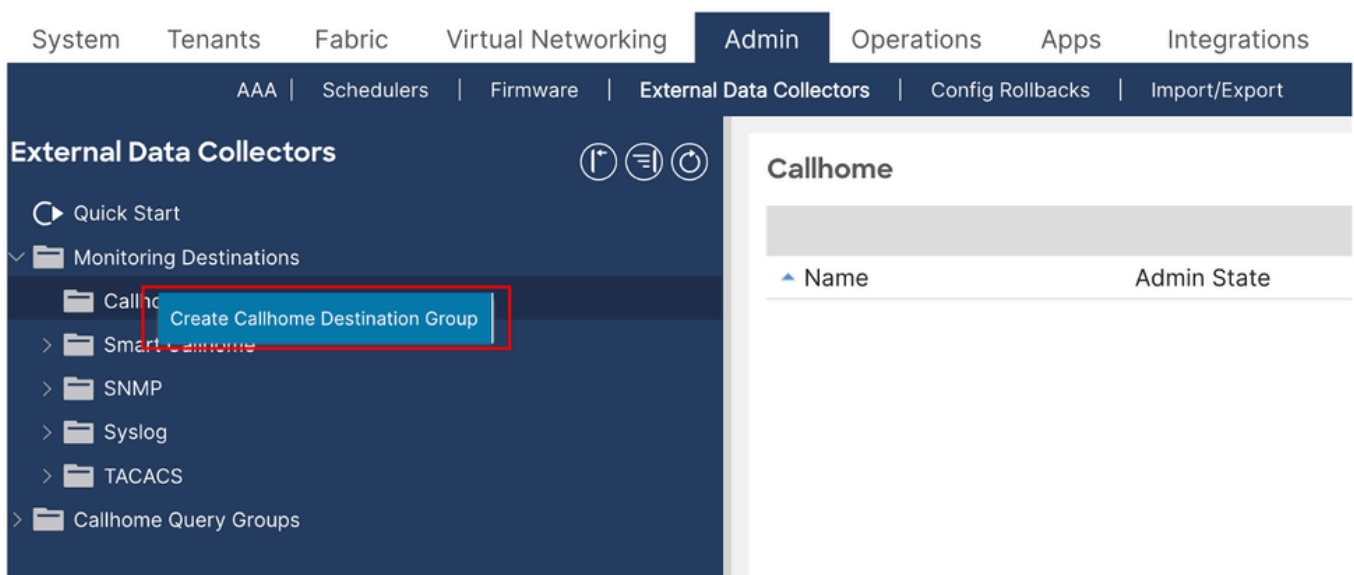 System Tenants Fabric Virtual Networking Admin Operations Apps Integrations
AAA | Schedulers | Firmware | External Data Collectors | Config Rollbacks | Import/Export
External Data Collectors
Quick Start
Monitoring Destinations
Create Callhome Destination Group
Smart Callhome
SNMP
Syslog
TACACS
Callhome Query Groups
Callhome
Name Admin State